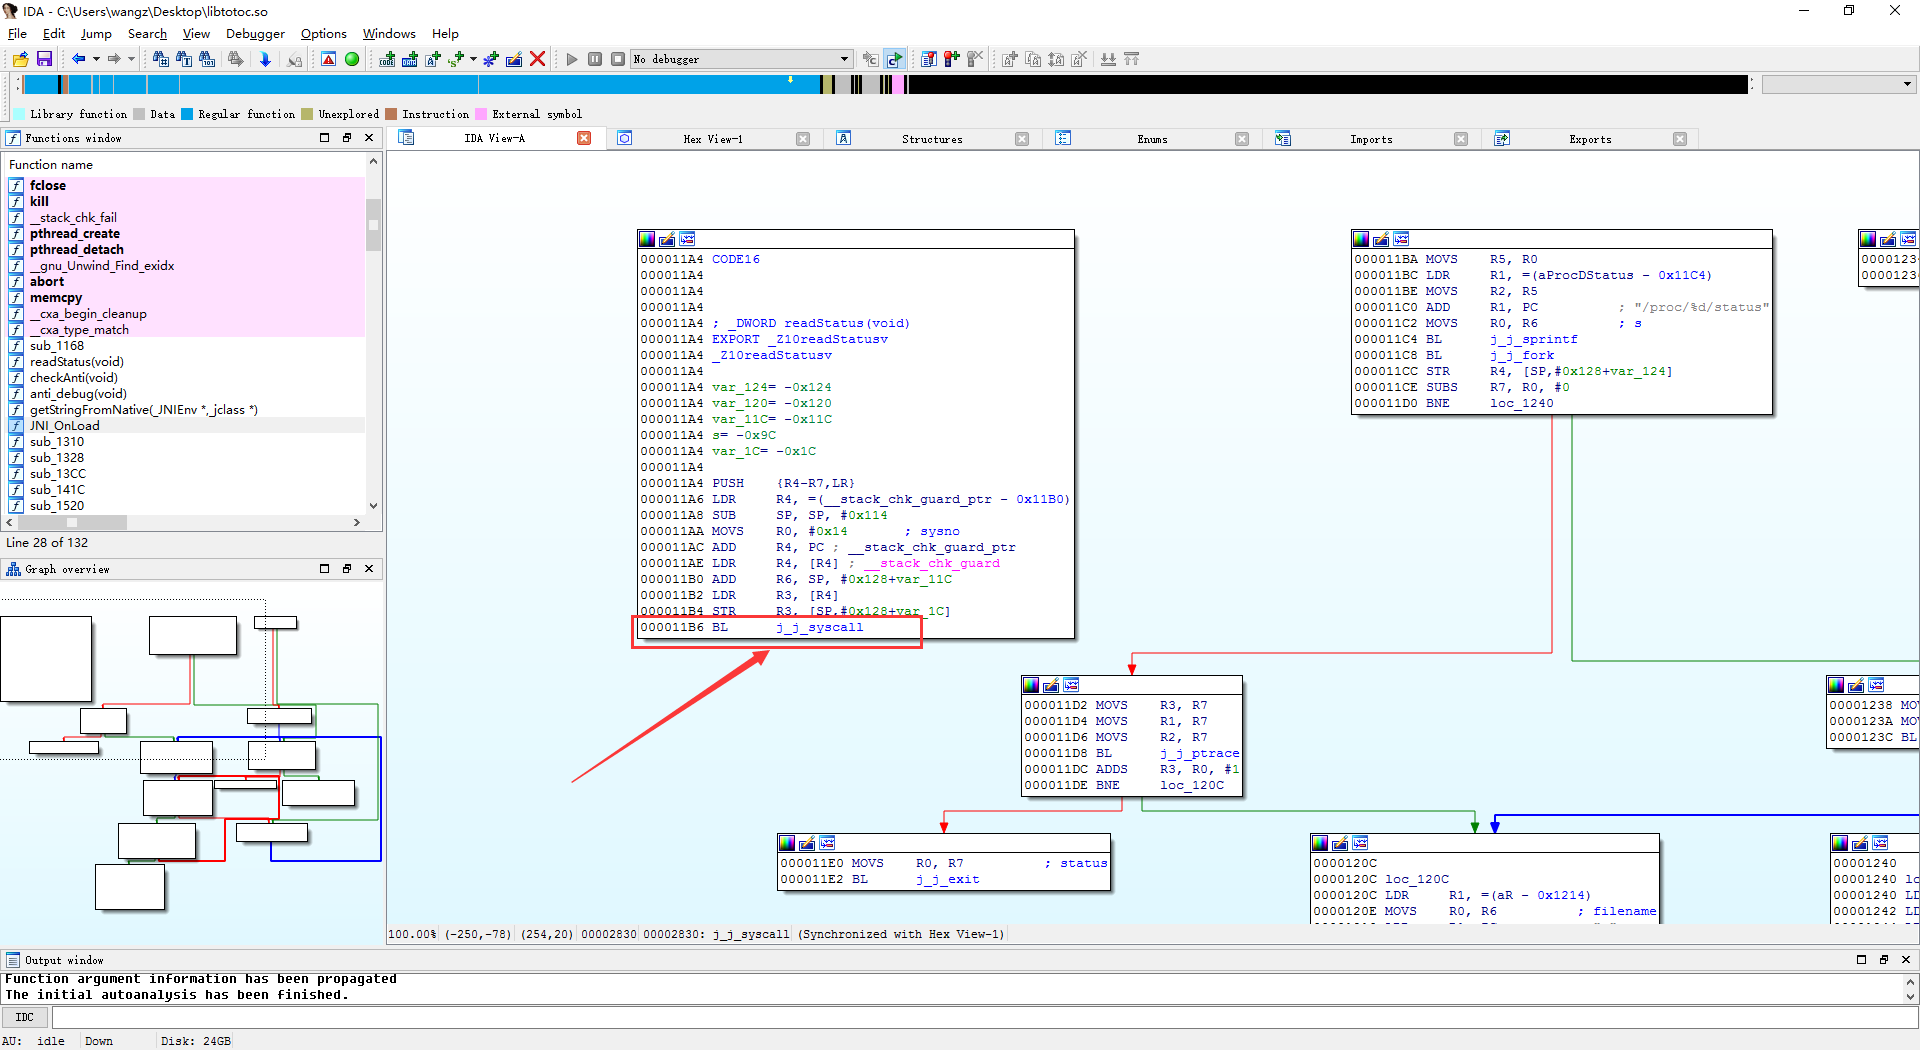 IDA - C:\Users\wangz\Desktop\libtotoc.so
File Edit Jump Search View Debugger Options Windows Help
No debugger
Library function Data Regular function Unexplored Instruction External symbol
Functions window
Function name
fclose
kill
__stack_chk_fail
pthread_create
pthread_detach
__gnu_Unwind_Find_exidx
abort
memcpy
__cxa_begin_cleanup
__cxa_type_match
sub_1168
readStatus(void)
checkAnti(void)
anti_debug(void)
getStringFromNative(_JNIEnv *,_jclass *)
JNI_OnLoad
sub_1310
sub_1328
sub_13CC
sub_141C
sub_1520
Line 28 of 132
Graph overview
IDA View-A Hex View-1 Structures Enums Imports Exports
000011A4 CODE16
000011A4
000011A4
000011A4
000011A4 ; _DWORD readStatus(void)
000011A4 EXPORT _Z10readStatusv
000011A4 _Z10readStatusv
000011A4
000011A4 var_124= -0x124
000011A4 var_120= -0x120
000011A4 var_11C= -0x11C
000011A4 s= -0x9C
000011A4 var_1C= -0x1C
000011A4
000011A4 PUSH {R4-R7,LR}
000011A6 LDR R4, =(__stack_chk_guard_ptr - 0x11B0)
000011A8 SUB SP, SP, #0x114
000011AA MOVS R0, #0x14 ; sysno
000011AC ADD R4, PC ; __stack_chk_guard_ptr
000011AE LDR R4, [R4] ; __stack_chk_guard
000011B0 ADD R6, SP, #0x128+var_11C
000011B2 LDR R3, [R4]
000011B4 STR R3, [SP,#0x128+var_1C]
000011B6 BL j_j_syscall
000011BA MOVS R5, R0
000011BC LDR R1, =(aProcDStatus - 0x11C4)
000011BE MOVS R2, R5
000011C0 ADD R1, PC ; "/proc/%d/status"
000011C2 MOVS R0, R6 ; s
000011C4 BL j_j_sprintf
000011C8 BL j_j_fork
000011CC STR R4, [SP,#0x128+var_124]
000011CE SUBS R7, R0, #0
000011D0 BNE loc_1240
0000123
0000123
000011D2 MOVS R3, R7
000011D4 MOVS R1, R7
000011D6 MOVS R2, R7
000011D8 BL j_j_ptrace
000011DC ADDS R3, R0, #1
000011DE BNE loc_120C
00001238 MO
0000123A MO
0000123C BL
000011E0 MOVS R0, R7 ; status
000011E2 BL j_j_exit
0000120C
0000120C loc_120C
0000120C LDR R1, =(aR - 0x1214)
0000120E MOVS R0, R6 ; filename
00001240
00001240 lo
00001240 LD
00001242 LD
100.00% (-250,-78) (254,20) 00002830 00002830: j_j_syscall (Synchronized with Hex View-1)
Output window
Function argument information has been propagated
The initial autoanalysis has been finished.
IDC
AU: idle Down Disk: 24GB